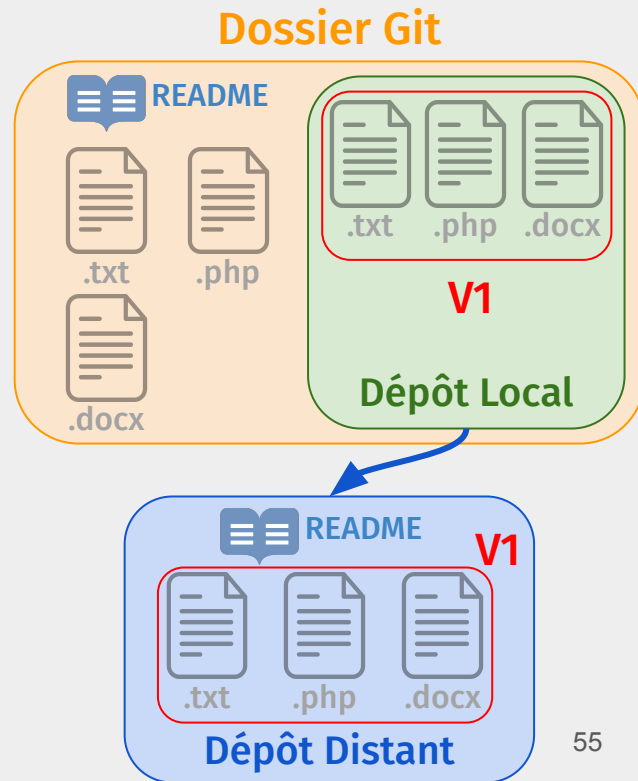 Dossier Git
README
.txt
.php
.docx
.txt
.php
.docx
V1
Dépôt Local
README
V1
.txt
.php
.docx
Dépôt Distant
55